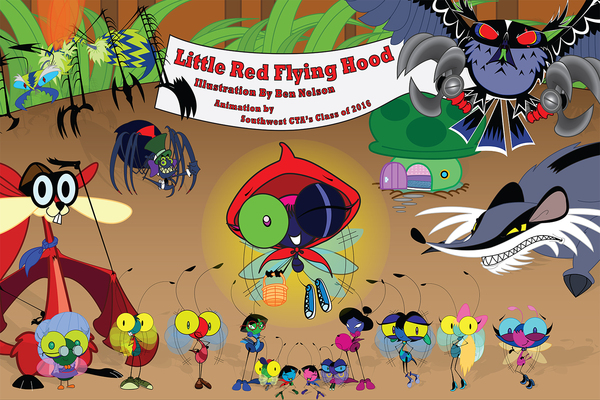 Little Red Flying Hood
Illustration By Ben Nelson
Animation by
Southwest CTA's Class of 2016